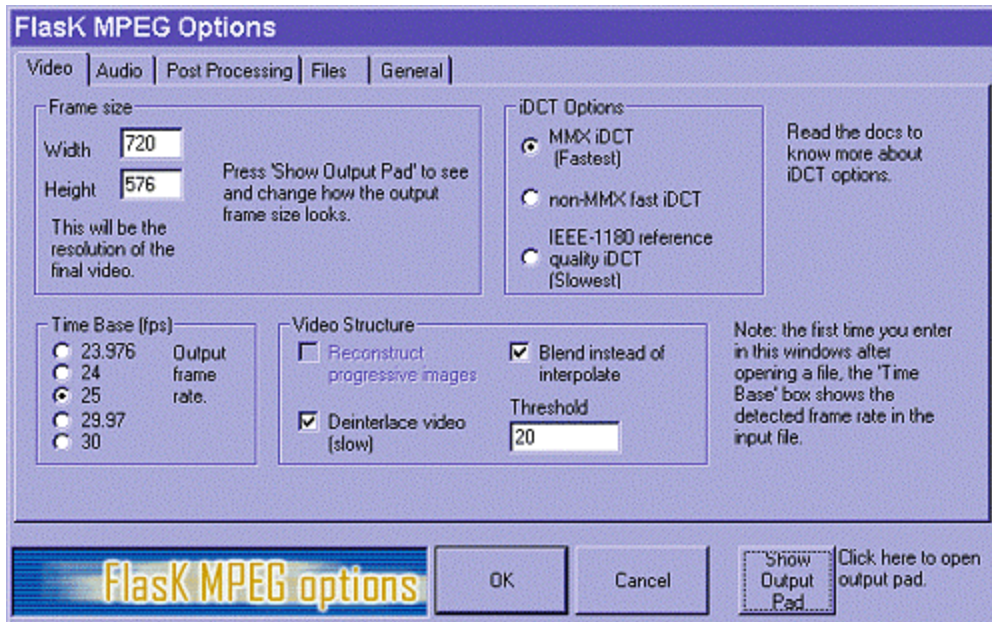 FlasK MPEG Options
Video
Audio
Post Processing
Files
General
Frame size
Width 720
Height 576
This will be the
resolution of the
final video.
Press 'Show Output Pad' to see
and change how the output
frame size looks.
iDCT Options
MMX iDCT
(Fastest)
non-MMX fast iDCT
IEEE-1180 reference
quality iDCT
(Slowest)
Read the docs to
know more about
iDCT options.
Time Base (fps)
23.976
24
25
29.97
30
Output
frame
rate.
Video Structure
Reconstruct
progressive images
Deinterlace video
(slow)
Blend instead of
interpolate
Threshold
20
Note: the first time you enter
in this windows after
opening a file, the 'Time
Base' box shows the
detected frame rate in the
input file.
FlasK MPEG options
OK
Cancel
Show
Output
Pad
Click here to open
output pad.